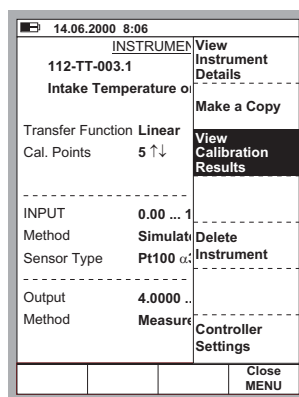 14.06.2000 8:06
INSTRUMEN
112-TT-003.1
Intake Temperature
Transfer Function Linear
Cal. Points 5 ↑↓
INPUT 0.00 ... 1
Method Simulat
Sensor Type Pt100 α
Output 4.0000 ..
Method Measure
View
Instrument
Details
Make a Copy
View
Calibration
Results
Delete
Instrument
Controller
Settings
Close
MENU